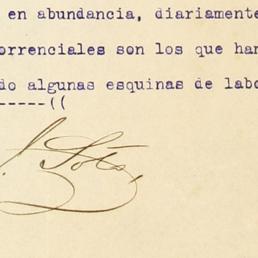 en abundancia, diariamente
orrenciales son los que han
do algunas esquinas de labo
-----((
Soto